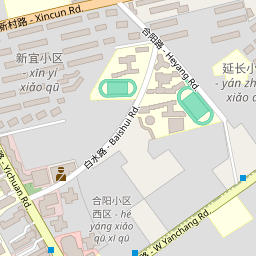 新村路 - Xincun Rd.
合阳路 - Heyang Rd
新宜小区
- xīn yí
xiǎo qū
延长小
- yán zh
xiǎo q
白水路 - Baishui Rd
路 - Yichuan Rd
合阳小区
西区 - hé
yáng xiǎo
qū xī qū
路 - W.Yanchang Rd.